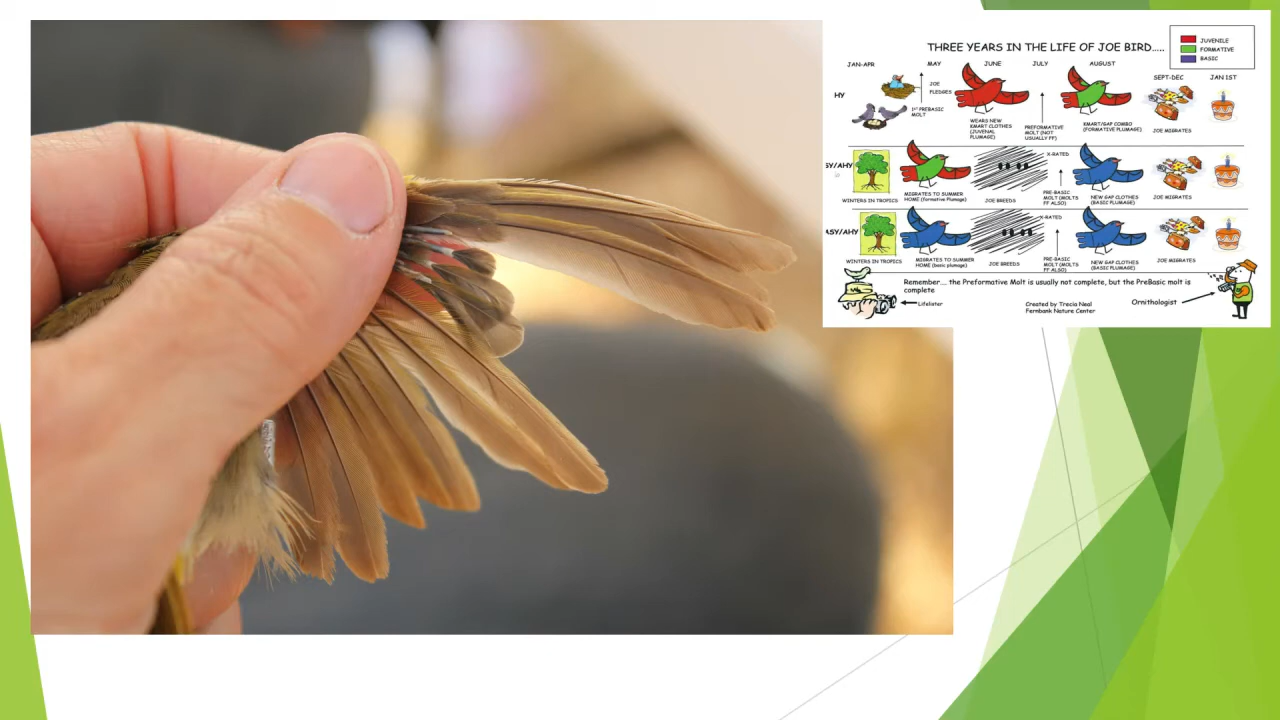 THREE YEARS IN THE LIFE OF JOE BIRD.....
JUVENILE
FORMATIVE
BASIC
JAN-APR
MAY
JUNE
JULY
AUGUST
SEPT-DEC
JAN 1ST
HY
JOE
FLEDGES
1ST PREBASIC
MOLT
WEARS NEW
KMART CLOTHES
(JUVENAL
PLUMAGE)
PREFORMATIVE
MOLT (NOT
USUALLY FF)
KMART/GAP COMBO
(FORMATIVE PLUMAGE)
JOE MIGRATES
SY/AHY
WINTERS IN TROPICS
MIGRATES TO SUMMER
HOME (formative Plumage)
JOE BREEDS
X-RATED
PRE-BASIC
MOLT (MOLTS
FF ALSO)
NEW GAP CLOTHES
(BASIC PLUMAGE)
JOE MIGRATES
ASY/AHY
WINTERS IN TROPICS
MIGRATES TO SUMMER
HOME (basic plumage)
JOE BREEDS
X-RATED
PRE-BASIC
MOLT (MOLTS
FF ALSO)
NEW GAP CLOTHES
(BASIC PLUMAGE)
JOE MIGRATES
Remember.... the Preformative Molt is usually not complete, but the PreBasic molt is
complete
Lifelister
Created by Trecia Neal
Fernbank Nature Center
Ornithologist